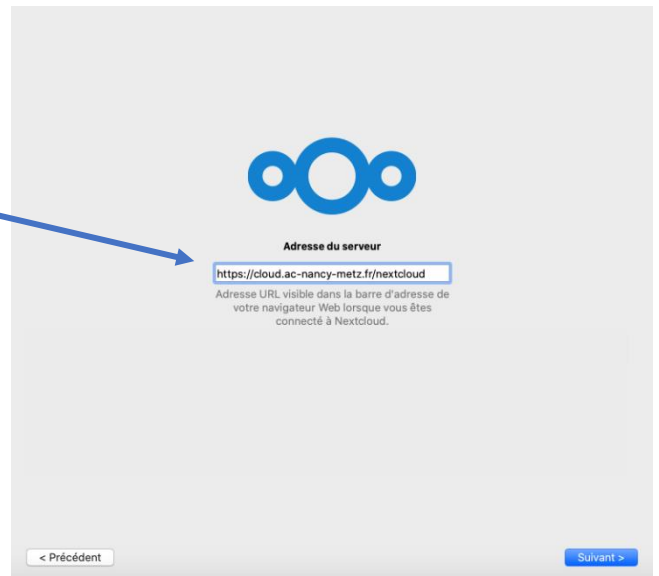 Adresse du serveur
https://cloud.ac-nancy-metz.fr/nextcloud
Adresse URL visible dans la barre d'adresse de
votre navigateur Web lorsque vous êtes
connecté à Nextcloud.
< Précédent
Suivant >